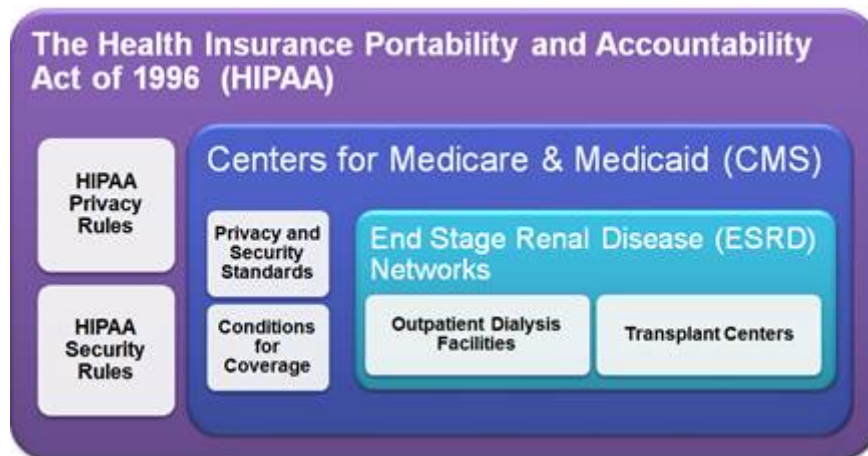 The Health Insurance Portability and Accountability
Act of 1996 (HIPAA)
HIPAA
Privacy
Rules
HIPAA
Security
Rules
Centers for Medicare & Medicaid (CMS)
Privacy and
Security
Standards
Conditions
for
Coverage
End Stage Renal Disease (ESRD)
Networks
Outpatient Dialysis
Facilities
Transplant Centers